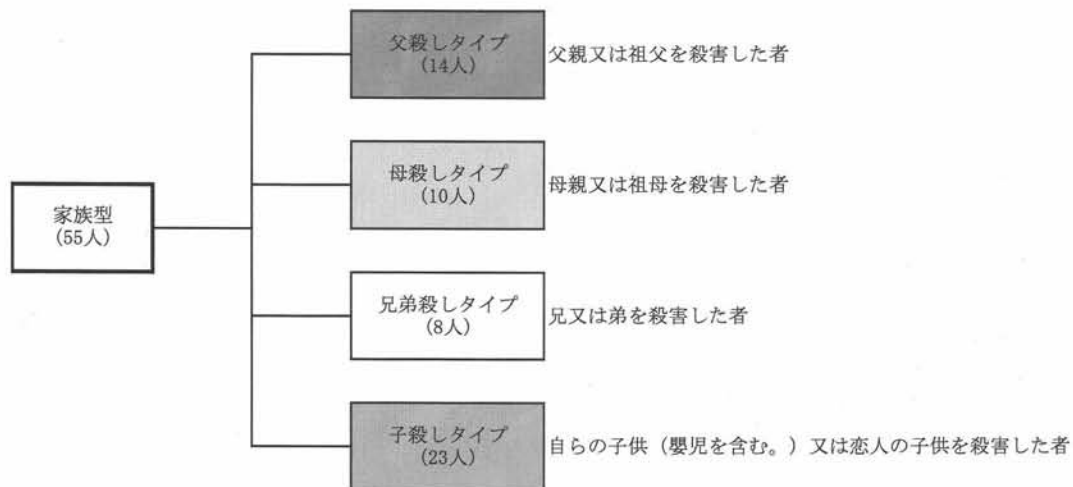 父殺しタイプ
(14人)
父親又は祖父を殺害した者
母殺しタイプ
(10人)
母親又は祖母を殺害した者
家族型
(55人)
兄弟殺しタイプ
(8人)
兄又は弟を殺害した者
子殺しタイプ
(23人)
自らの子供（嬰児を含む。）又は恋人の子供を殺害した者